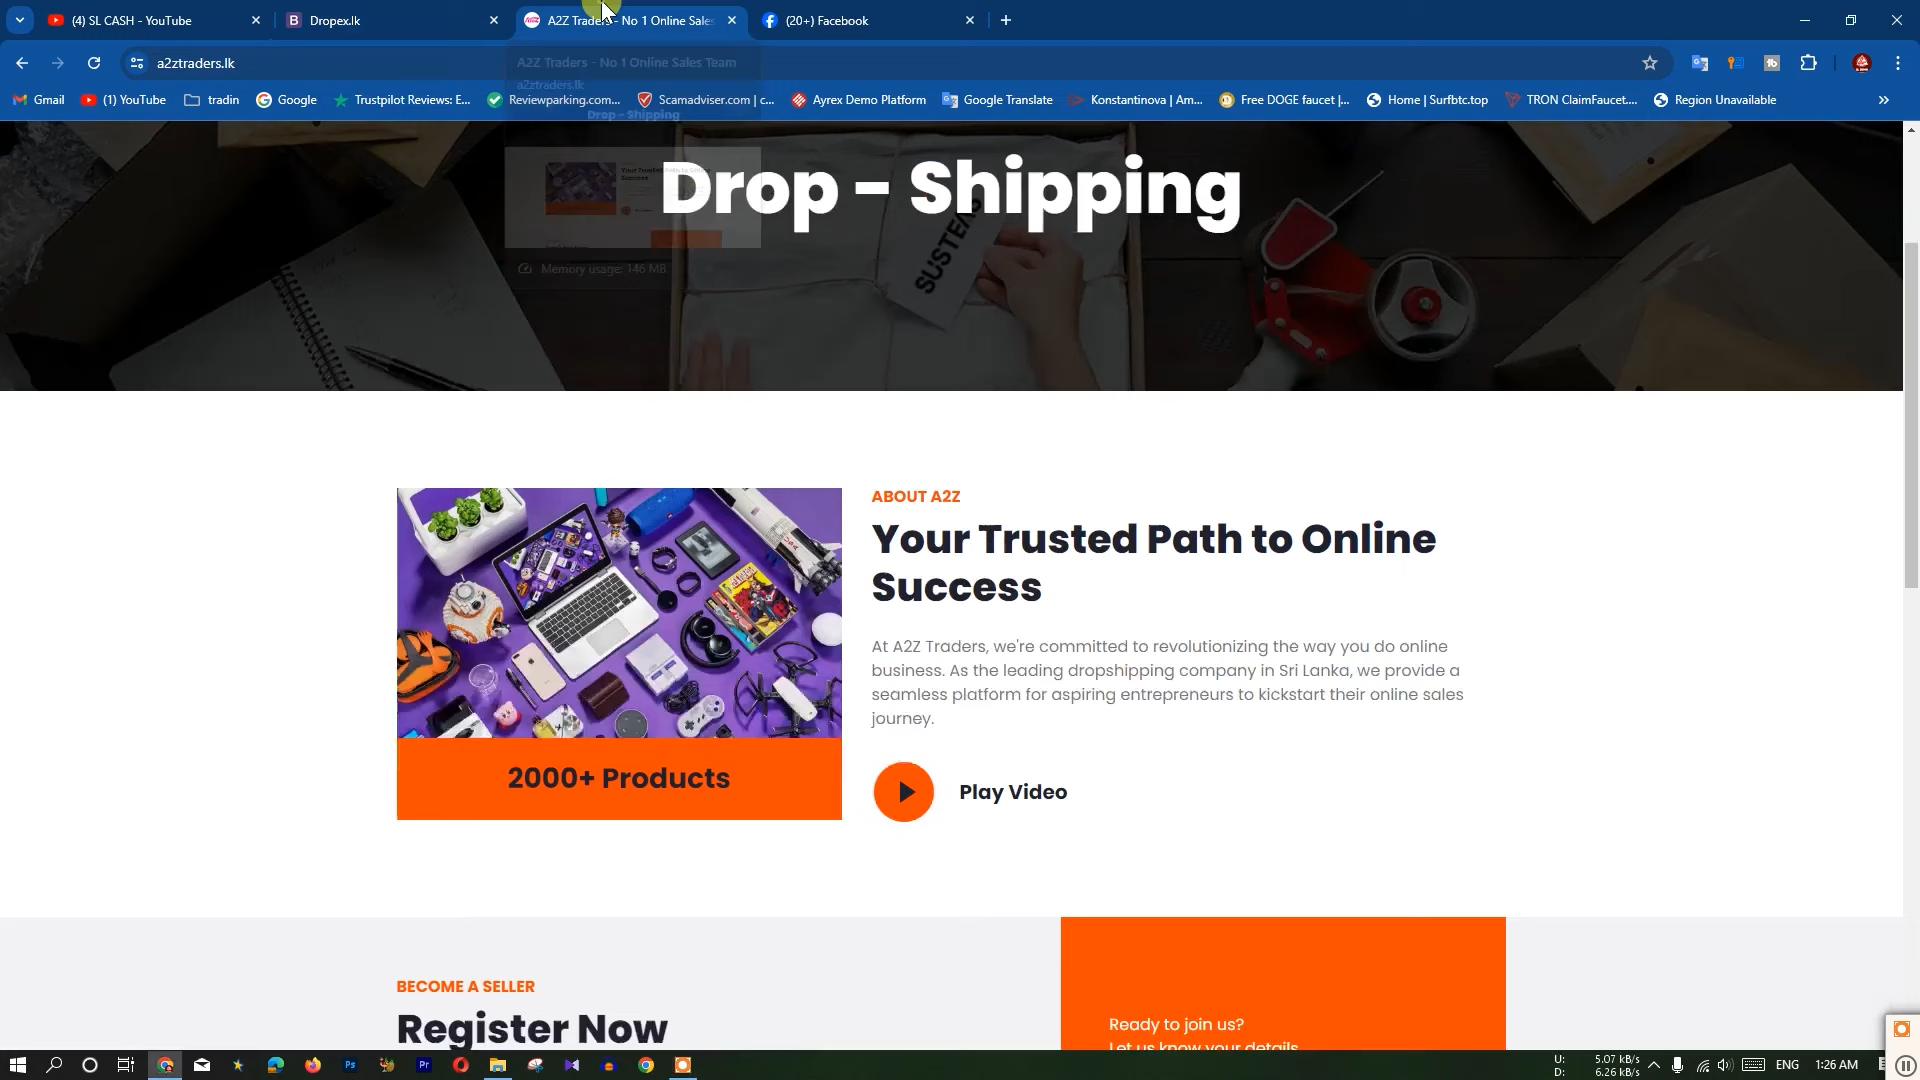 (4) SL CASH - YouTube
Dropex.lk
A2Z Traders - No 1 Online Sales
(20+) Facebook
a2ztraders.lk
A2Z Traders - No 1 Online Sales Team
a2ztraders.lk
Gmail
(1) YouTube
tradin
Google
Trustpilot Reviews: E...
Reviewparking.com...
Scamadviser.com | c...
Ayrex Demo Platform
Google Translate
Konstantinova | Am...
Free DOGE faucet |...
Home | Surfbtc.top
TRON ClaimFaucet....
Region Unavailable
Drop - Shipping
Drop - Shipping
SUSTEAS
Memory usage: 146 MB
ABOUT A2Z
Your Trusted Path to Online
Success
At A2Z Traders, we're committed to revolutionizing the way you do online
business. As the leading dropshipping company in Sri Lanka, we provide a
seamless platform for aspiring entrepreneurs to kickstart their online sales
journey.
2000+ Products
Play Video
BECOME A SELLER
Register Now
Ready to join us?
Let us know your details
U: 5.07 kB/s
D: 6.26 kB/s
ENG
1:26 AM